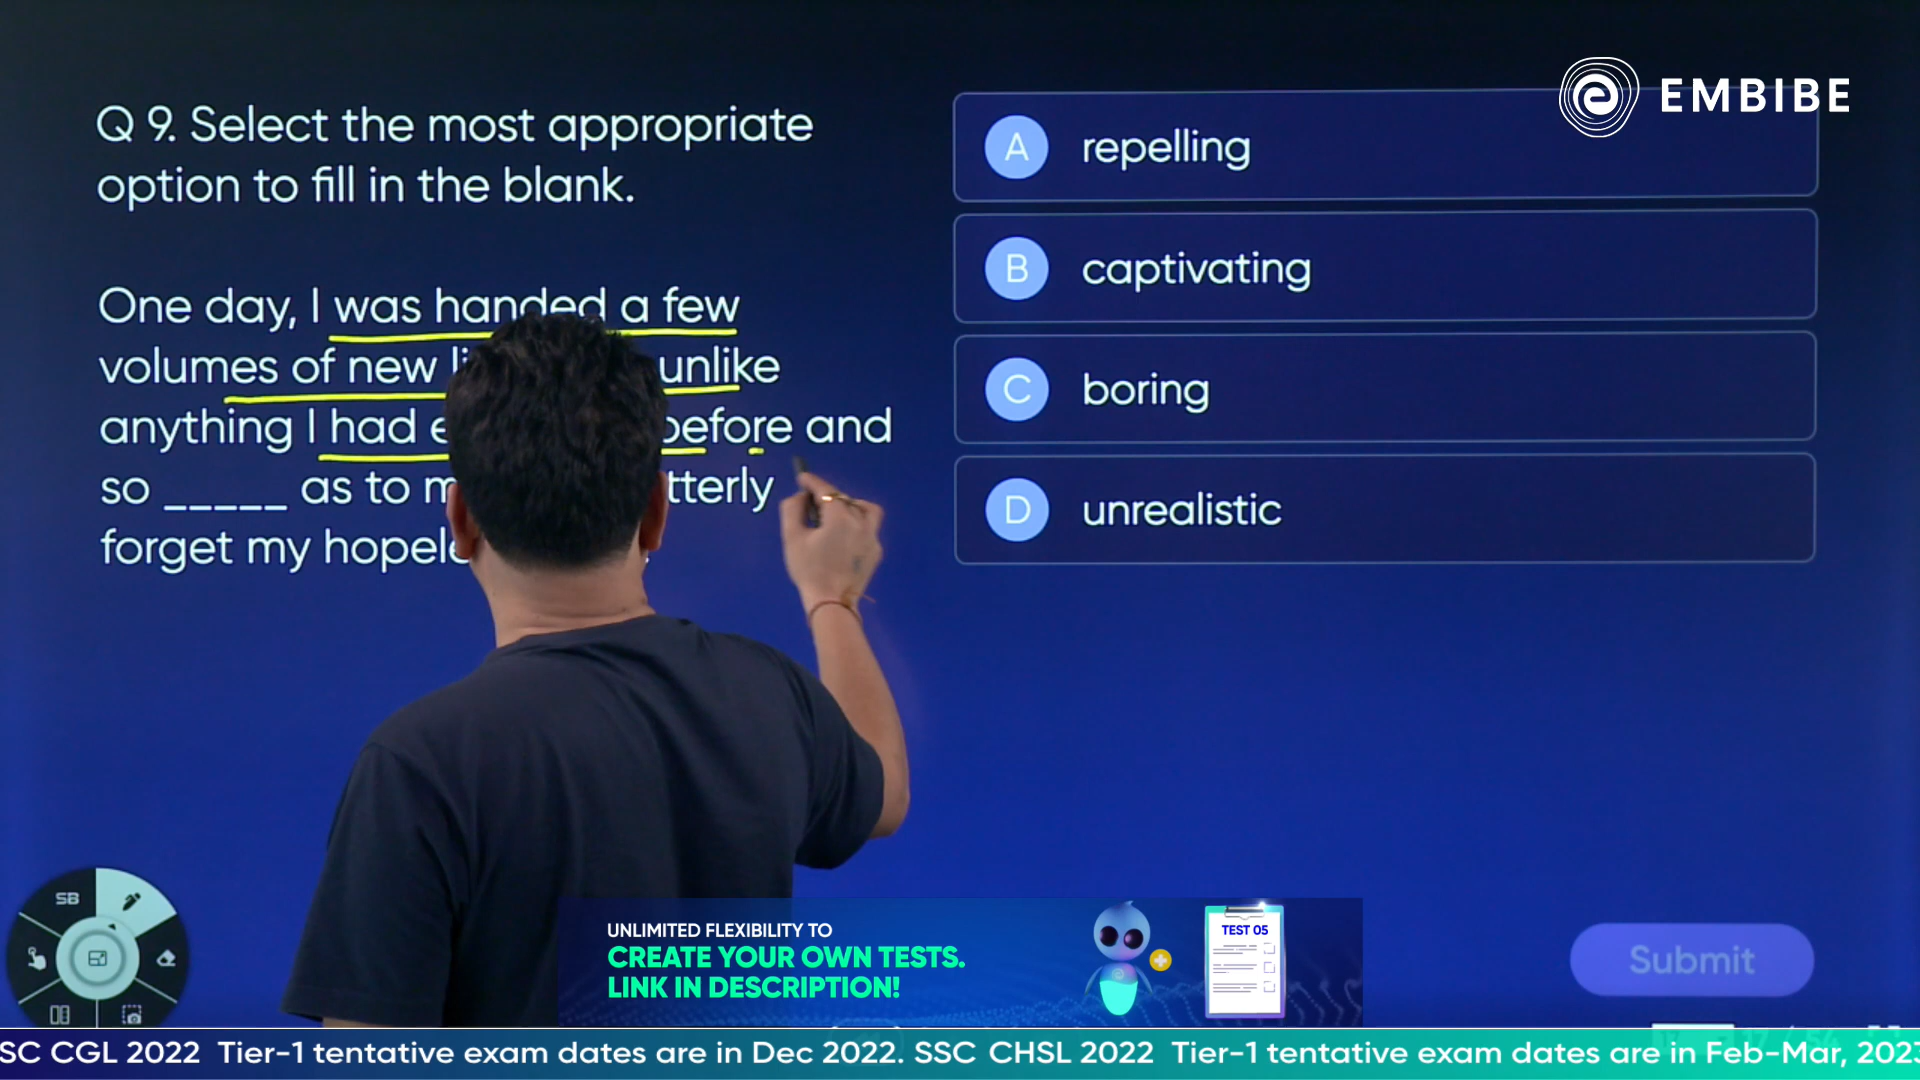 EMBIBE
Q 9. Select the most appropriate
option to fill in the blank.
One day, I was handed a few
volumes of new unlike
anything I had before and
so _____ as to utterly
forget my
A repelling
B captivating
C boring
D unrealistic
SB
UNLIMITED FLEXIBILITY TO
CREATE YOUR OWN TESTS.
LINK IN DESCRIPTION!
TEST 05
Submit
SC CGL 2022 Tier-1 tentative exam dates are in Dec 2022. SSC CHSL 2022 Tier-1 tentative exam dates are in Feb-Mar, 2023